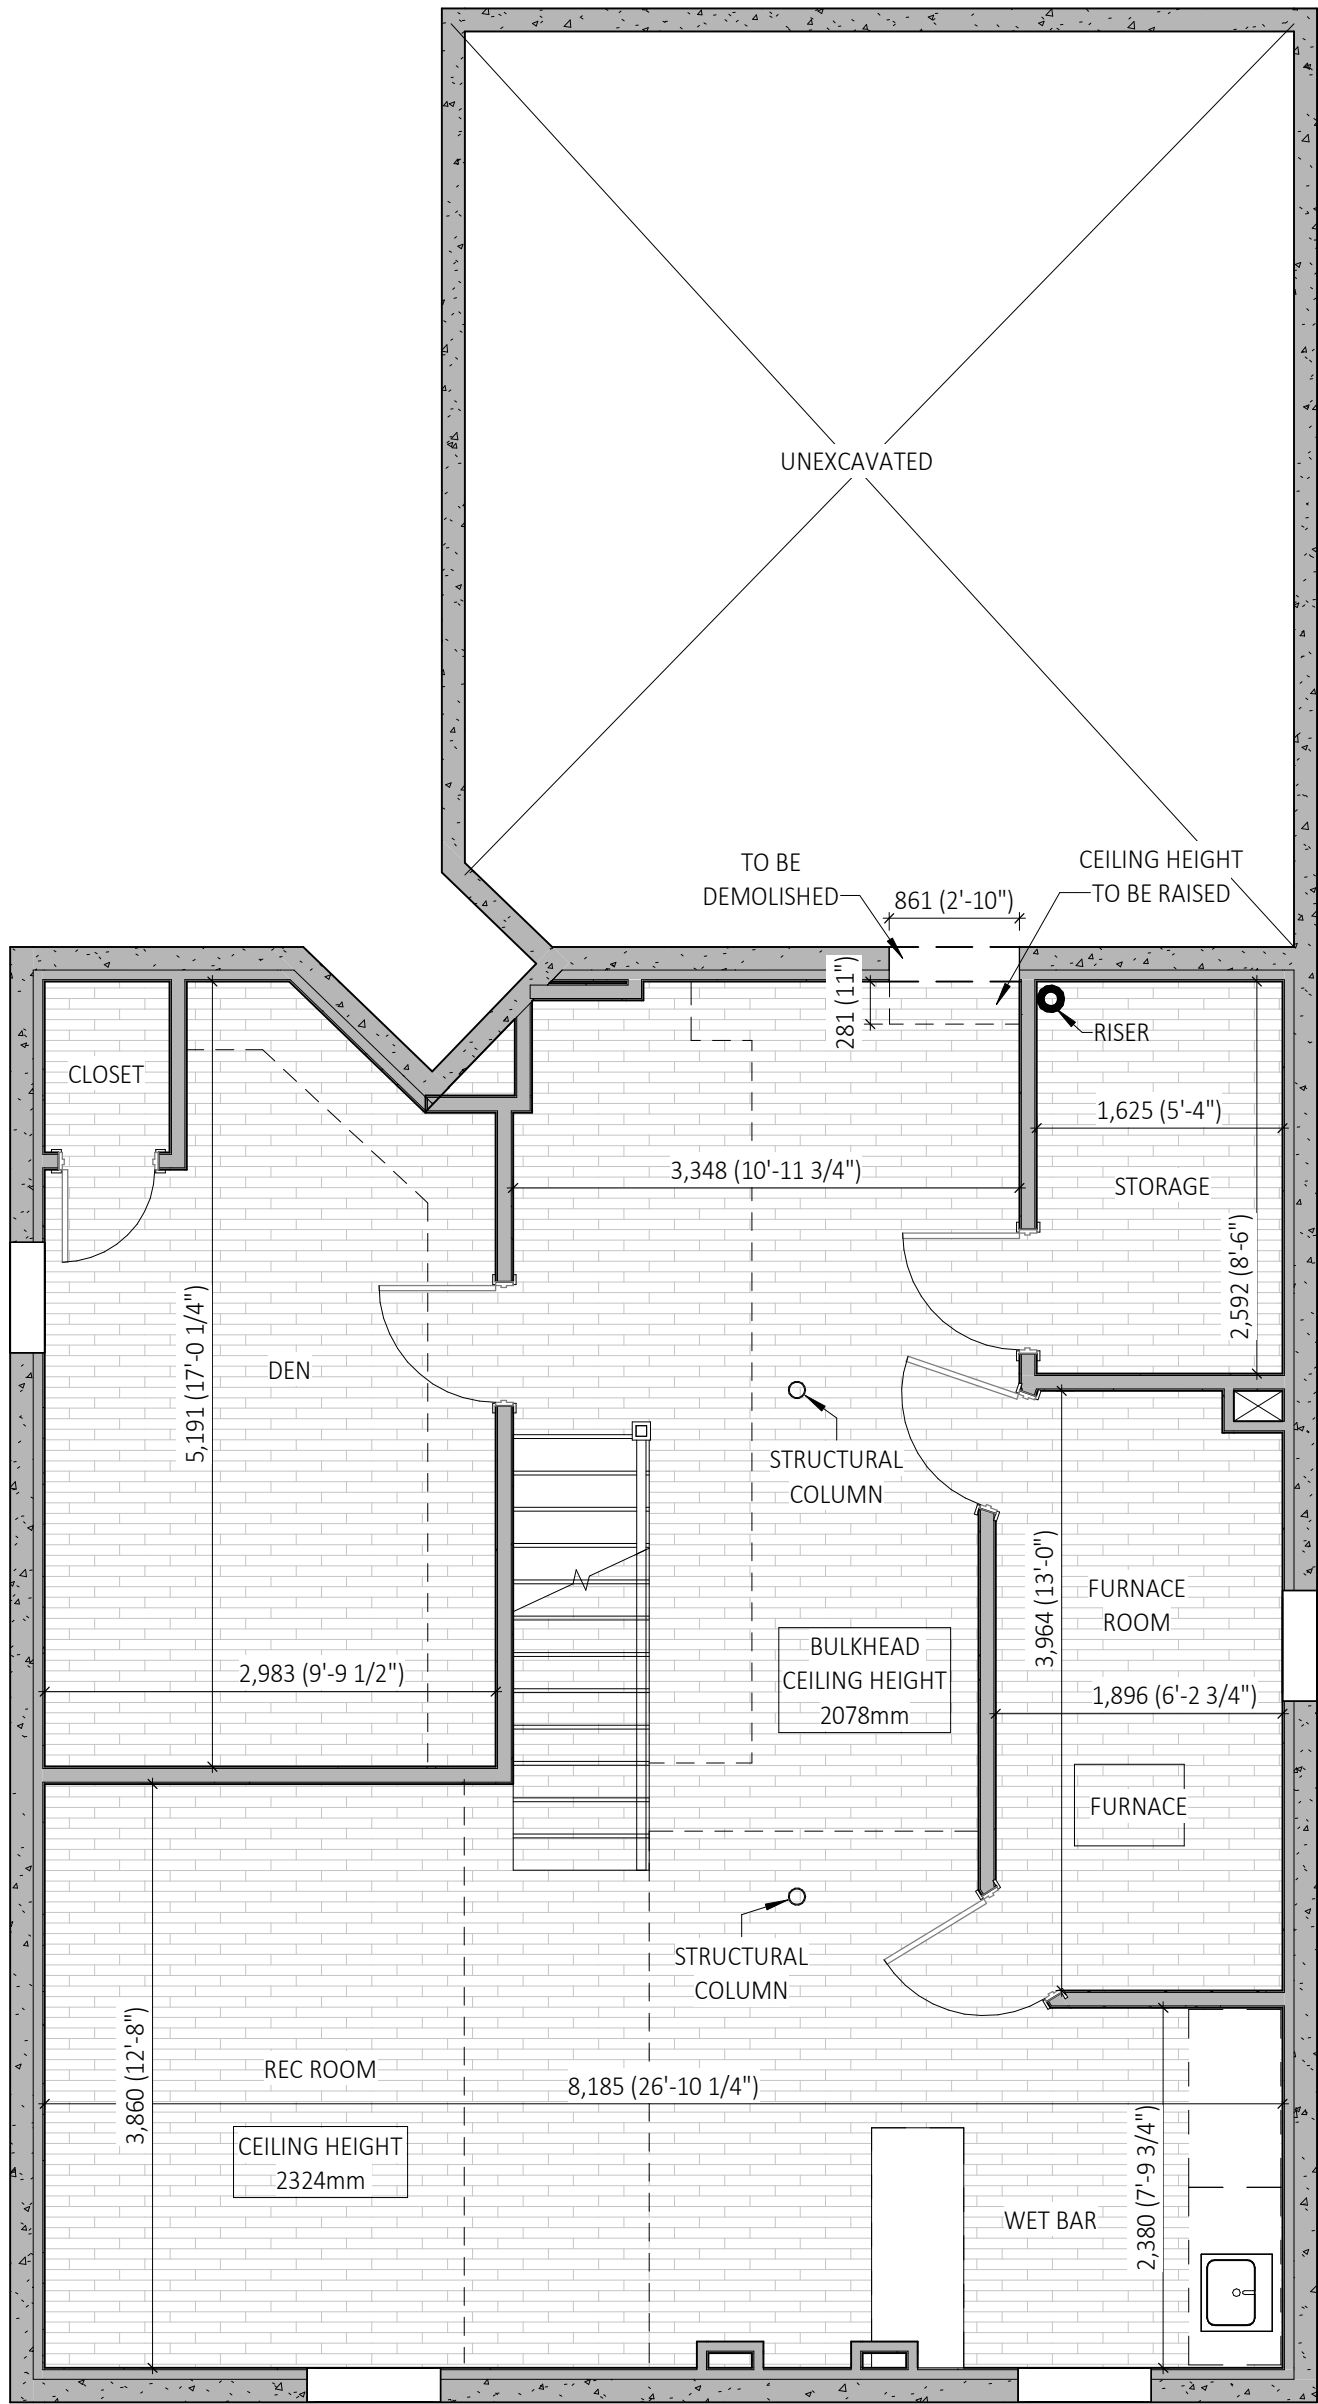 UNEXCAVATED
TO BE
DEMOLISHED
861 (2'-10")
CEILING HEIGHT
TO BE RAISED
281 (11")
RISER
CLOSET
1,625 (5'-4")
3,348 (10'-11 3/4")
STORAGE
2,592 (8'-6")
5,191 (17'-0 1/4")
DEN
STRUCTURAL
COLUMN
3,964 (13'-0")
FURNACE
ROOM
BULKHEAD
CEILING HEIGHT
2078mm
2,983 (9'-9 1/2")
1,896 (6'-2 3/4")
FURNACE
STRUCTURAL
COLUMN
3,860 (12'-8")
REC ROOM
8,185 (26'-10 1/4")
CEILING HEIGHT
2324mm
2,380 (7'-9 3/4")
WET BAR